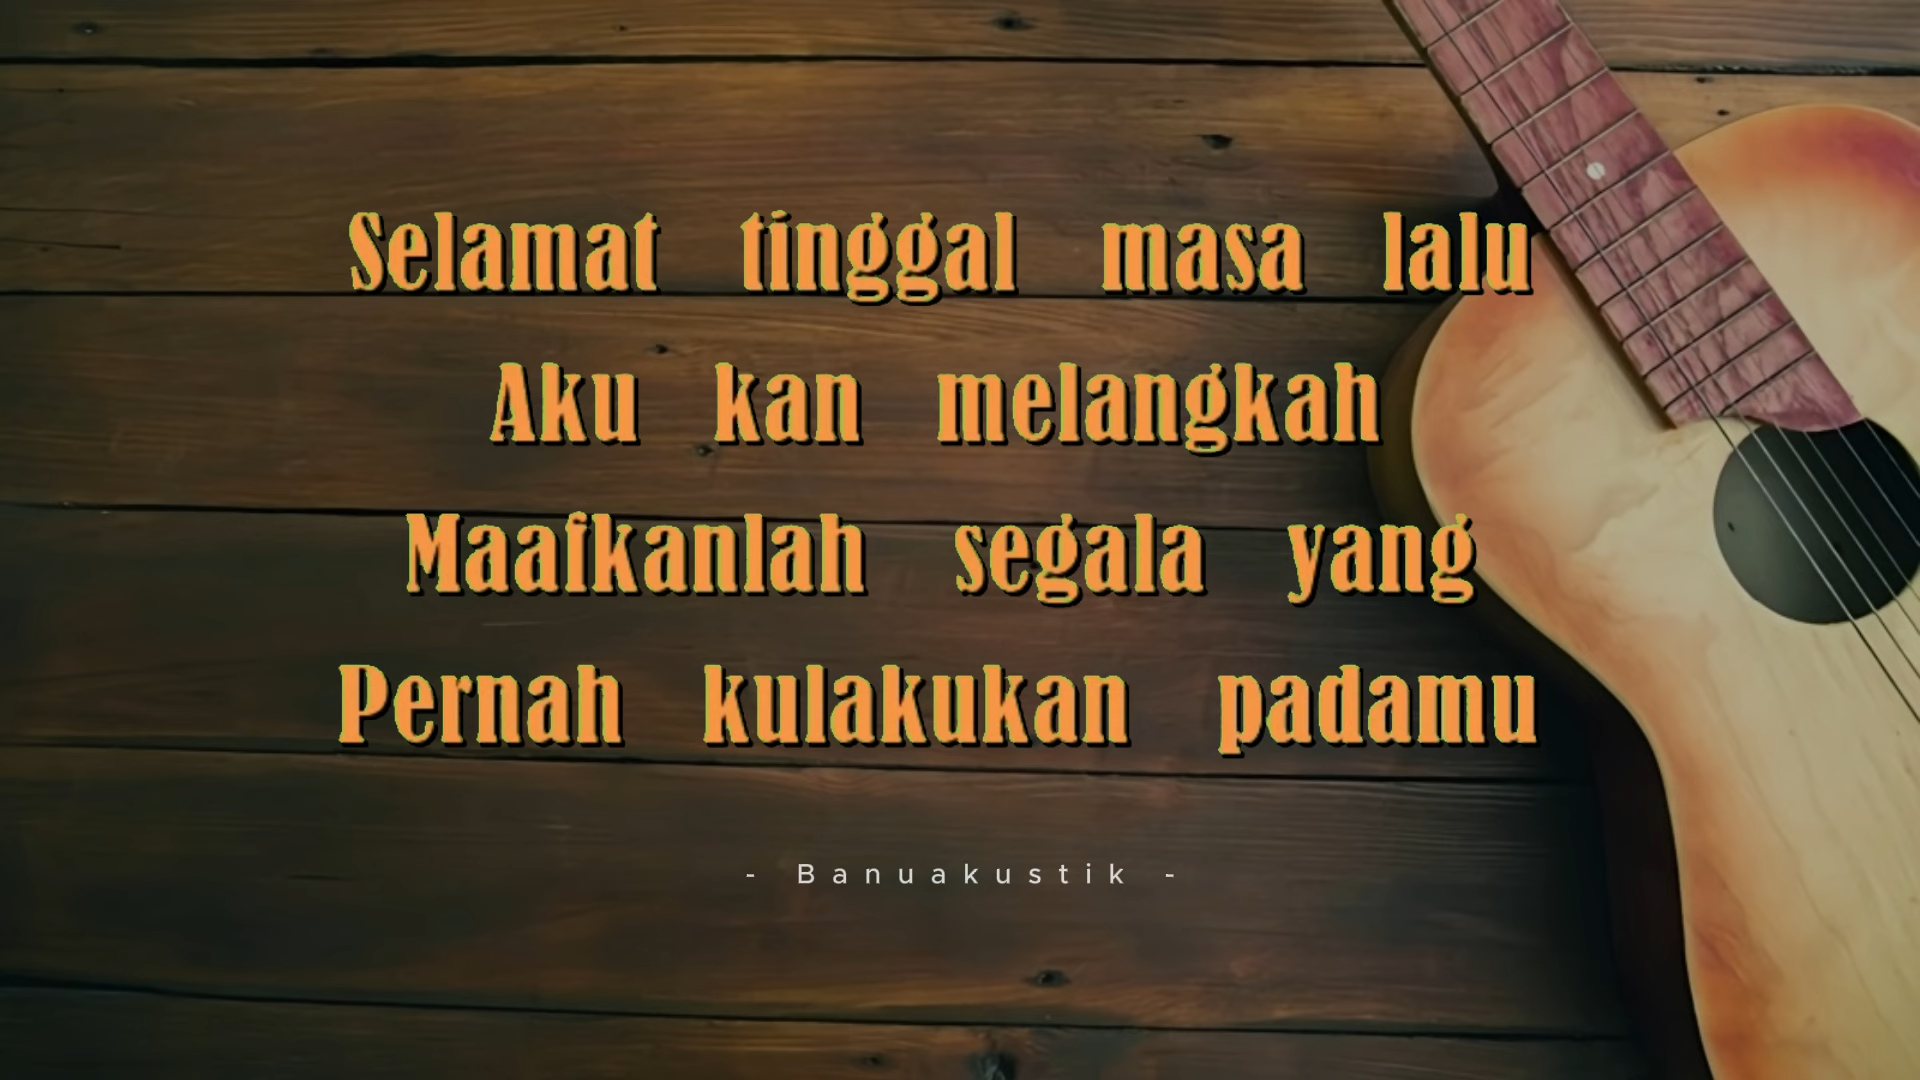 Selamat tinggal masa lalu
Aku kan melangkah
Maafkanlah segala yang
Pernah kulakukan padamu
- Banuakustik -